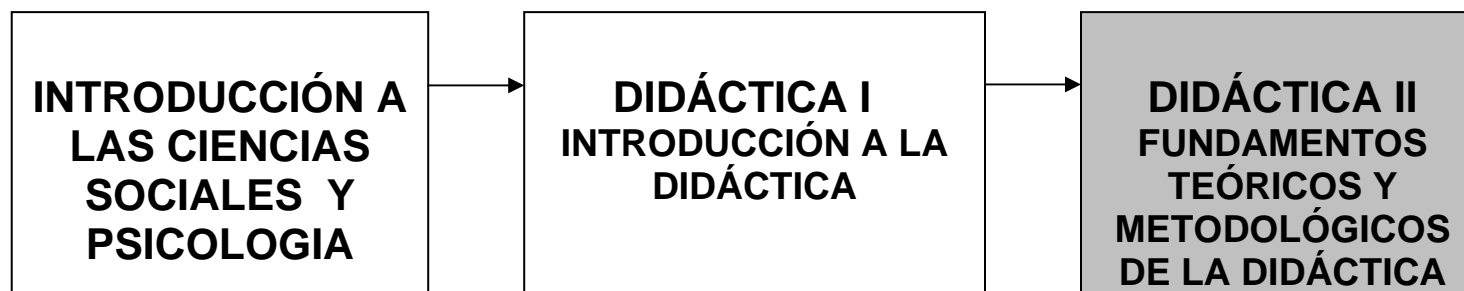 INTRODUCCIÓN A
LAS CIENCIAS
SOCIALES Y
PSICOLOGIA
DIDÁCTICA I
INTRODUCCIÓN A LA
DIDÁCTICA
DIDÁCTICA II
FUNDAMENTOS
TEÓRICOS Y
METODOLÓGICOS
DE LA DIDÁCTICA